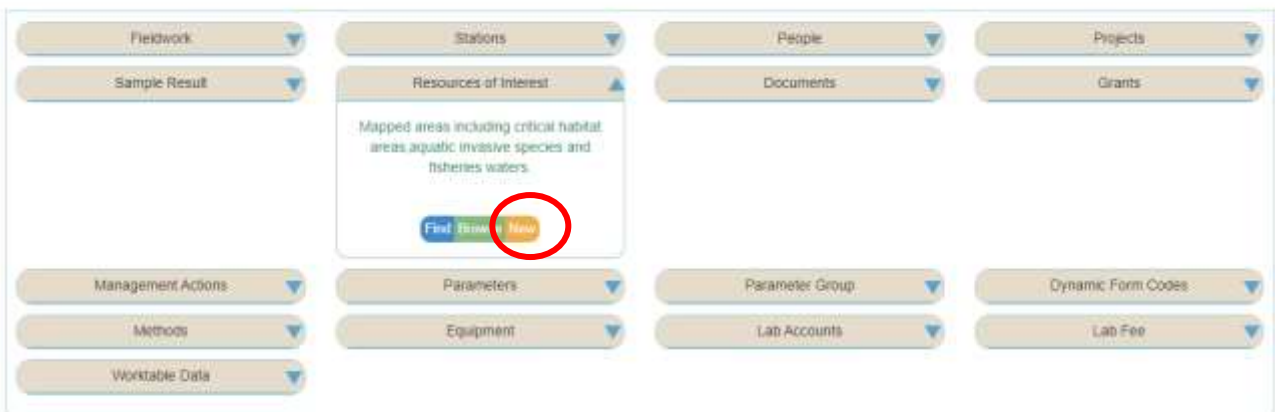 Fieldwork
Stations
People
Projects
Sample Result
Resources of Interest
Documents
Grants
Mapped areas including critical habitat
areas aquatic invasive species and
fisheries waters.
Find Browse New
Management Actions
Parameters
Parameter Group
Dynamic Form Codes
Methods
Equipment
Lab Accounts
Lab Fee
Worktable Data